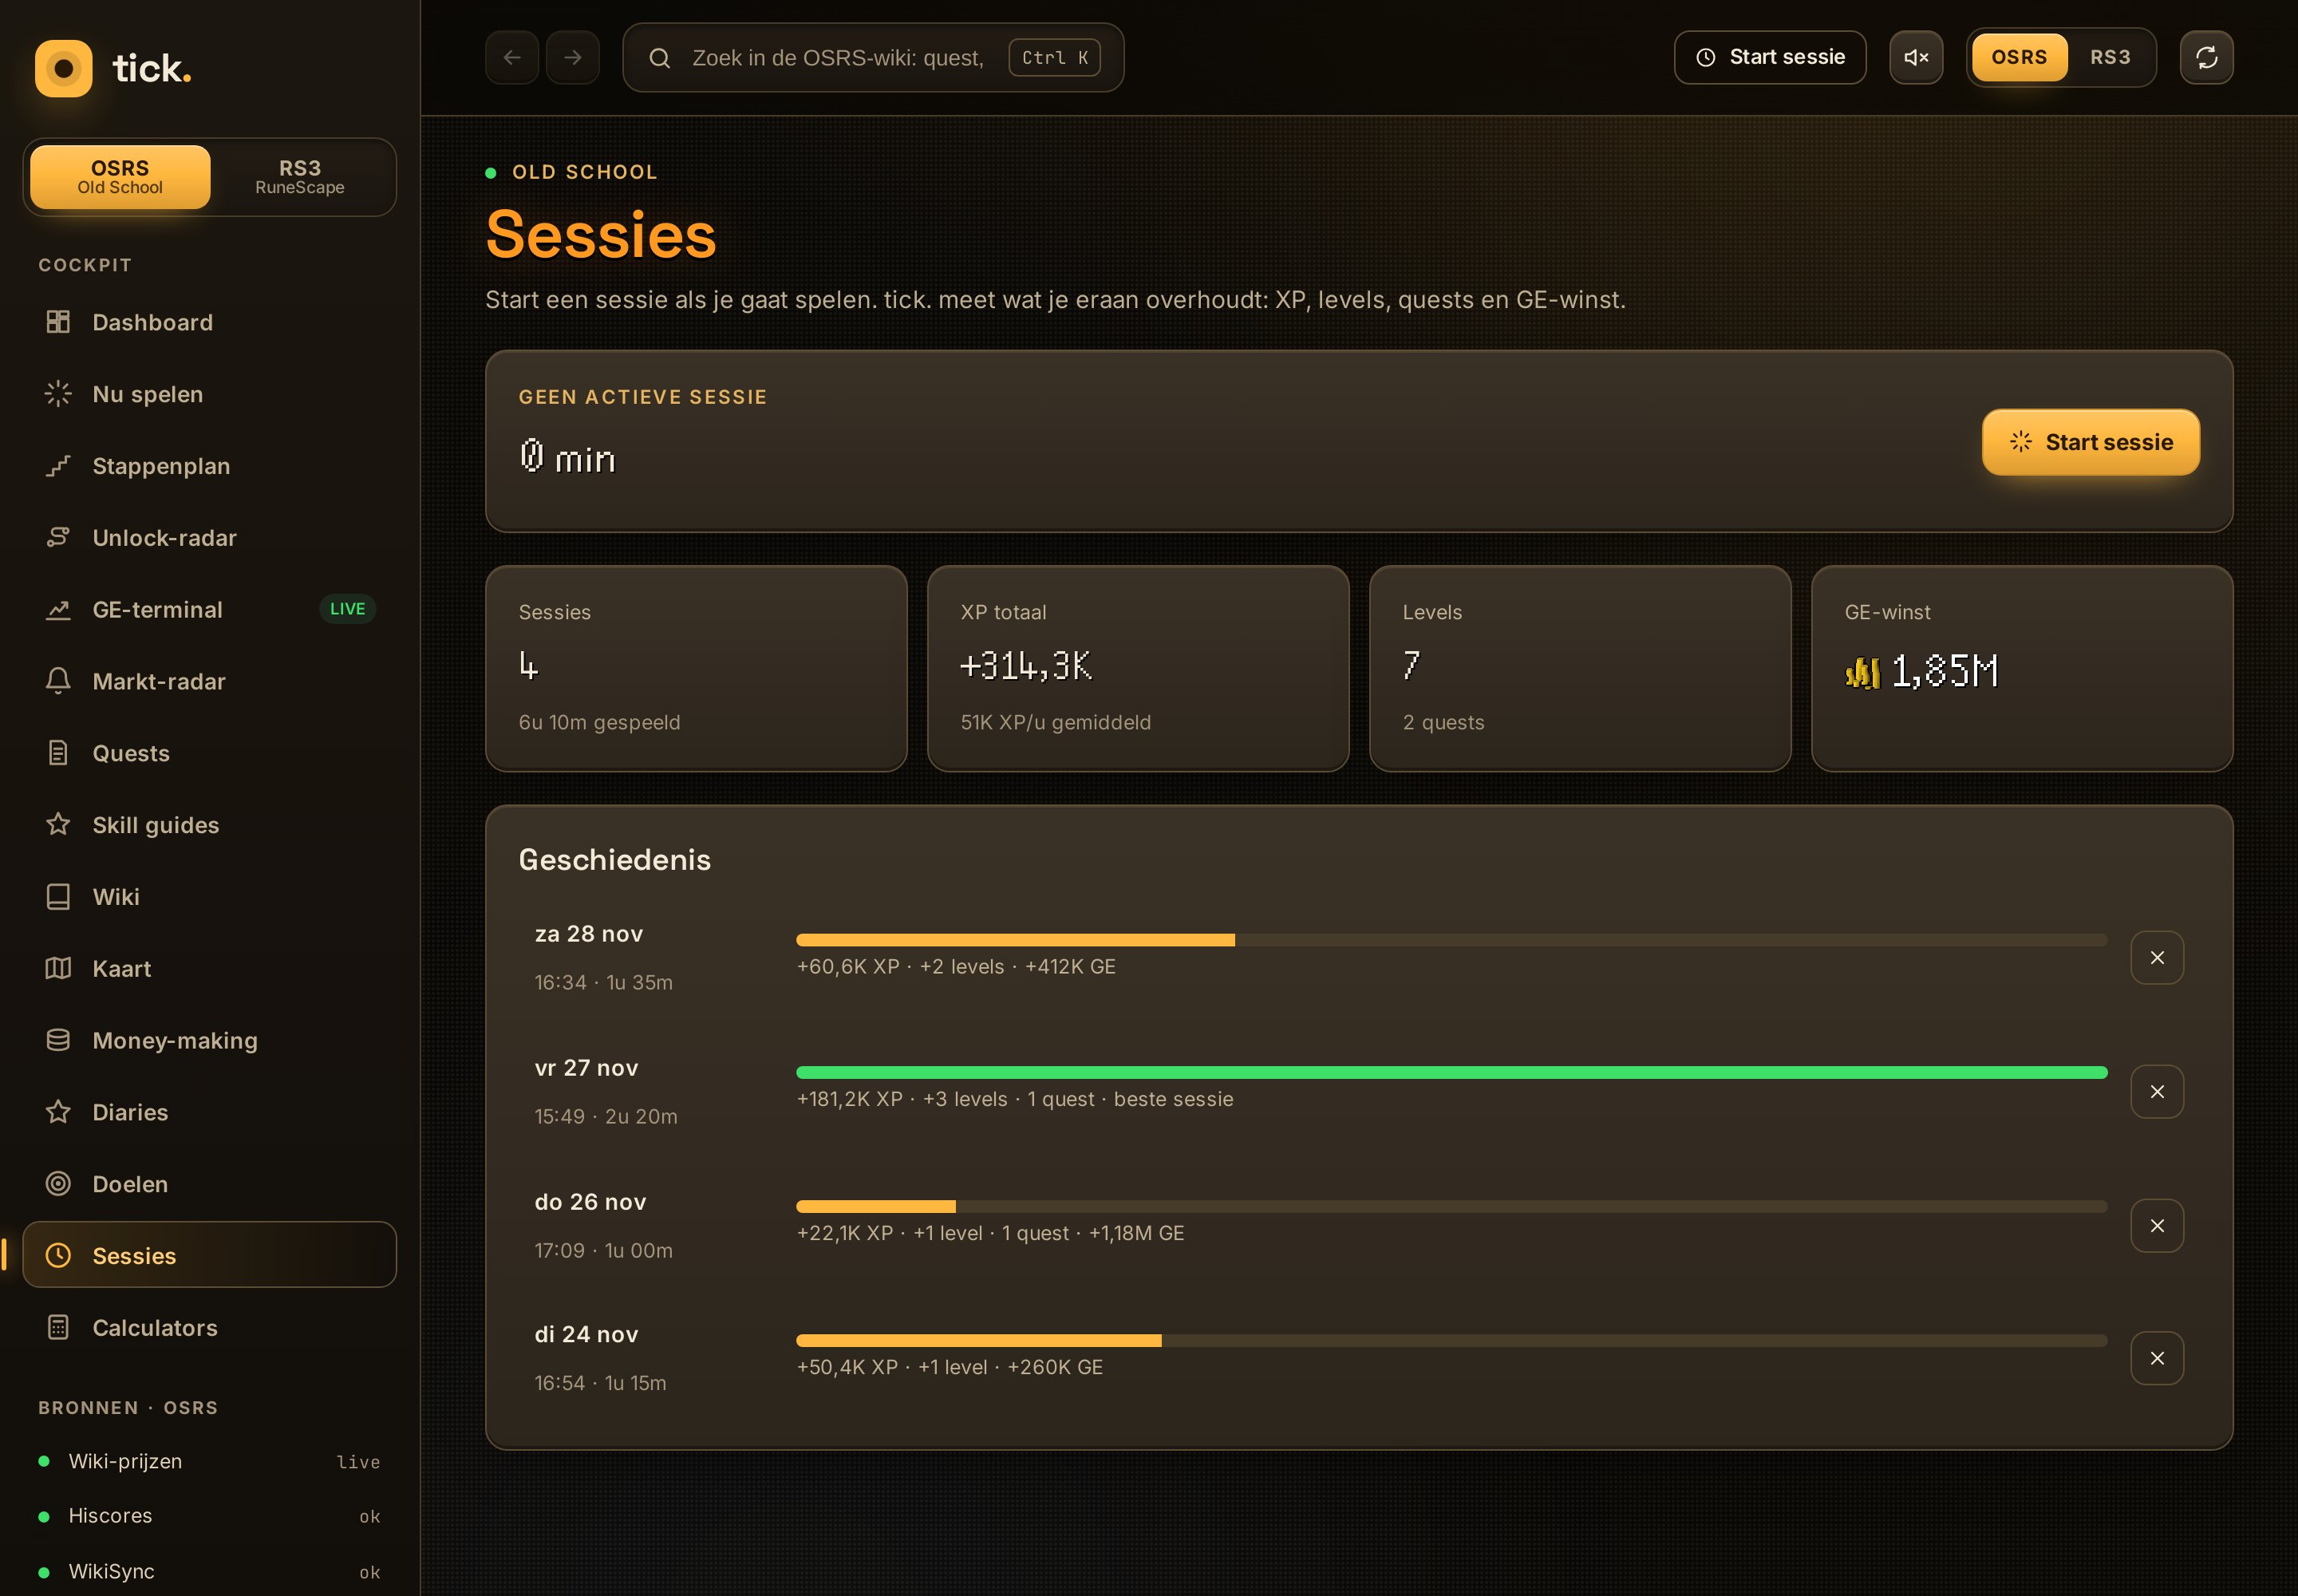 tick.
OSRS
Old School
RS3
RuneScape
COCKPIT
Dashboard
Nu spelen
Stappenplan
Unlock-radar
GE-terminal LIVE
Markt-radar
Quests
Skill guides
Wiki
Kaart
Money-making
Diaries
Doelen
Sessies
Calculators
BRONNEN · OSRS
Wiki-prijzen live
Hiscores ok
WikiSync ok
Zoek in de OSRS-wiki: quest, Ctrl K
Start sessie
OSRS RS3
OLD SCHOOL
Sessies
Start een sessie als je gaat spelen. tick. meet wat je eraan overhoudt: XP, levels, quests en GE-winst.
GEEN ACTIEVE SESSIE
0 min
Start sessie
Sessies
4
6u 10m gespeeld
XP totaal
+314,3K
51K XP/u gemiddeld
Levels
7
2 quests
GE-winst
1,85M
Geschiedenis
za 28 nov
16:34 · 1u 35m
+60,6K XP · +2 levels · +412K GE
vr 27 nov
15:49 · 2u 20m
+181,2K XP · +3 levels · 1 quest · beste sessie
do 26 nov
17:09 · 1u 00m
+22,1K XP · +1 level · 1 quest · +1,18M GE
di 24 nov
16:54 · 1u 15m
+50,4K XP · +1 level · +260K GE